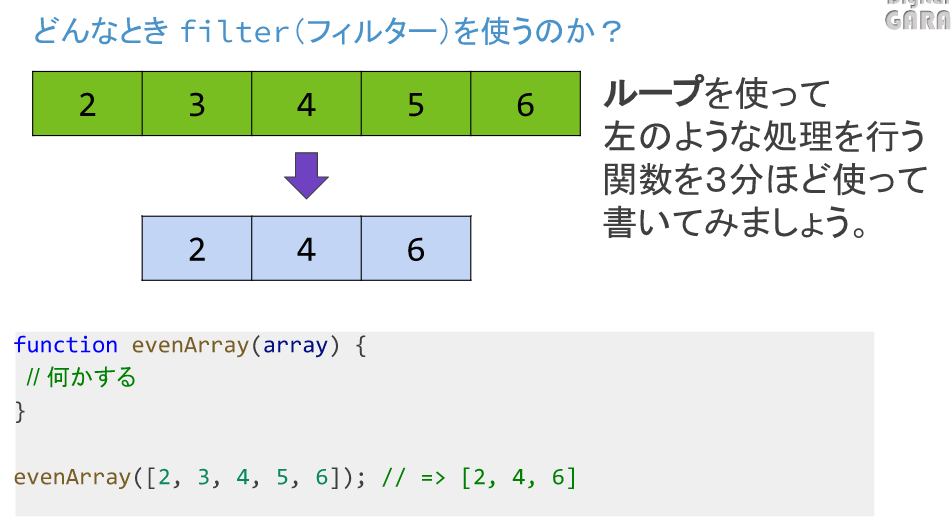 どんなとき filter（フィルター）を使うのか？
GARA
2 3 4 5 6
ループを使って
左のような処理を行う
関数を３分ほど使って
書いてみましょう。
2 4 6
function evenArray(array) {
// 何かする
}
evenArray([2, 3, 4, 5, 6]); // => [2, 4, 6]